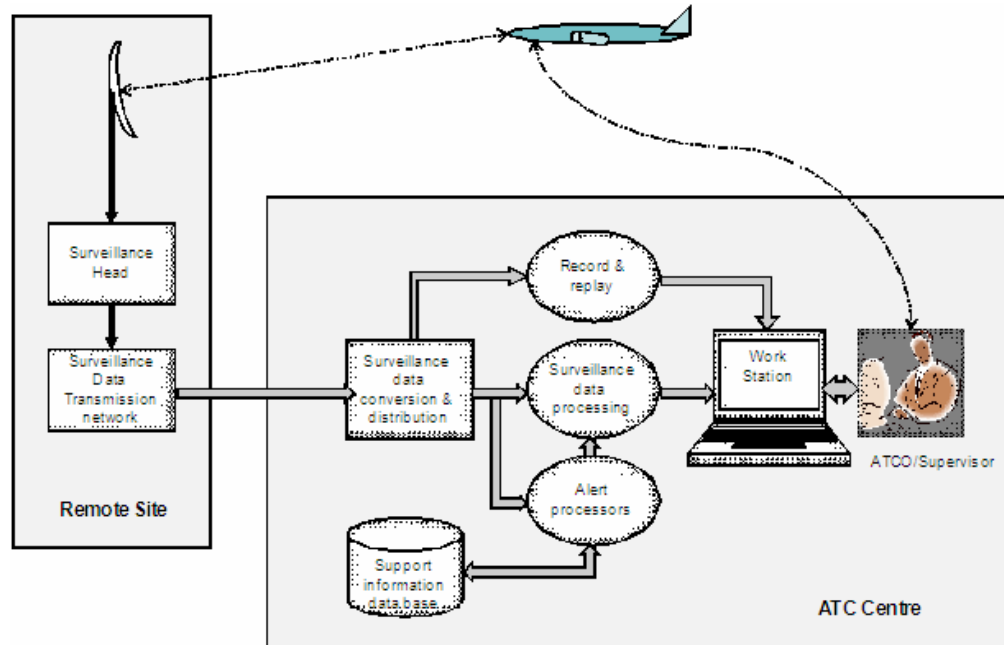 Surveillance
Head
Surveillance
Data
Transmission
network
Remote Site
Record &
replay
Surveillance
data
conversion &
distribution
Surveillance
data
processing
Work
Station
ATCO/Supervisor
Alert
processors
Support
information
data.base
ATC Centre